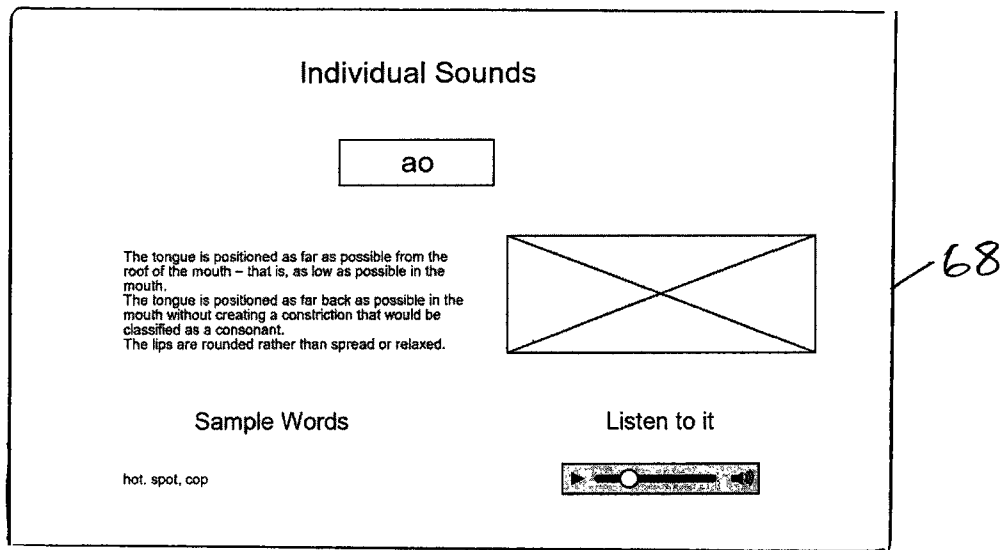 Individual Sounds
ao
The tongue is positioned as far as possible from the
roof of the mouth – that is, as low as possible in the
mouth.
The tongue is positioned as far back as possible in the
mouth without creating a constriction that would be
classified as a consonant.
The lips are rounded rather than spread or relaxed.
68
Sample Words
Listen to it
hot, spot, cop